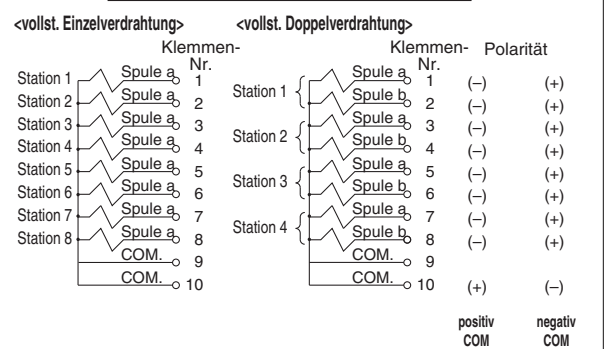 <vollst. Einzelverdrahtung> <vollst. Doppelverdrahtung>
Klemmen-Nr. Klemmen-Nr. Polarität
Station 1 Spule a 1 Station 1 Spule a 1 (–) (+)
Station 2 Spule a 2 Spule b 2 (–) (+)
Station 3 Spule a 3 Station 2 Spule a 3 (–) (+)
Station 4 Spule a 4 Spule b 4 (–) (+)
Station 5 Spule a 5 Station 3 Spule a 5 (–) (+)
Station 6 Spule a 6 Spule b 6 (–) (+)
Station 7 Spule a 7 Station 4 Spule a 7 (–) (+)
Station 8 Spule a 8 Spule b 8 (–) (+)
COM. 9 COM. 9
COM. 10 COM. 10 (+) (–)
positiv negativ
COM COM